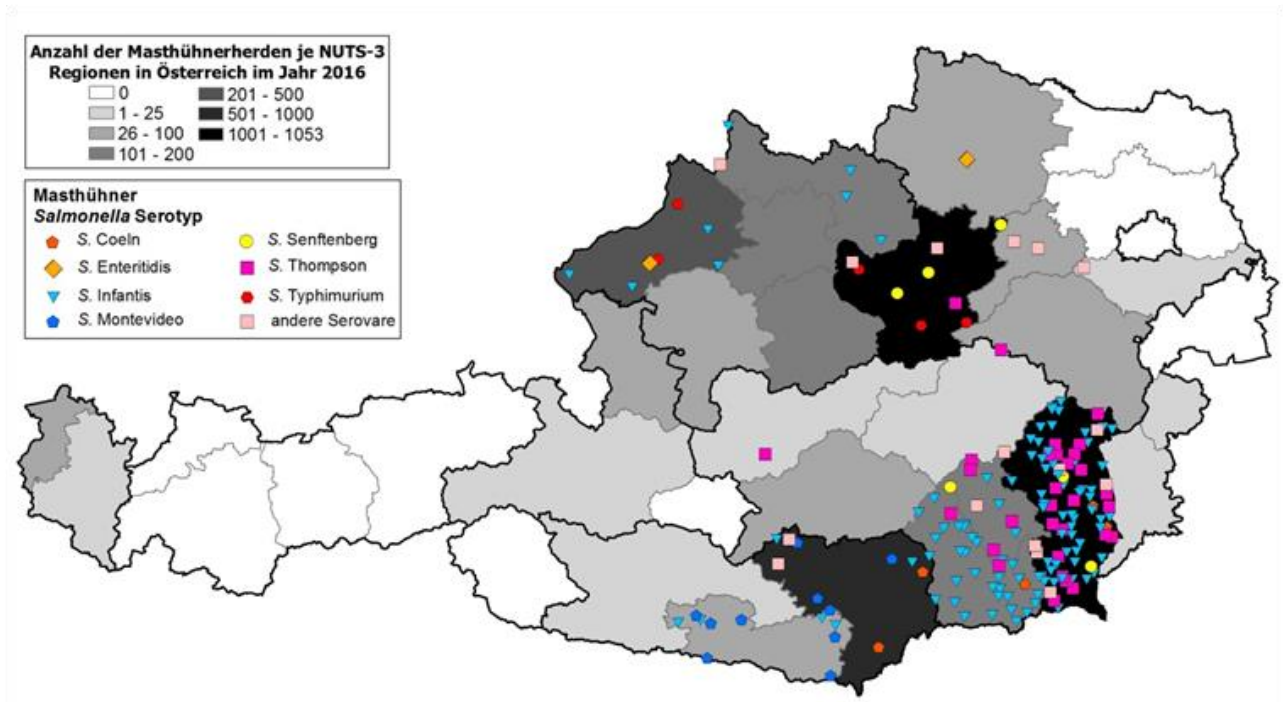 Anzahl der Masthühnerherden je NUTS-3
Regionen in Österreich im Jahr 2016
0
201 - 500
1 - 25
501 - 1000
26 - 100
1001 - 1053
101 - 200
Masthühner
Salmonella Serotyp
S. Coeln
S. Senftenberg
S. Enteritidis
S. Thompson
S. Infantis
S. Typhimurium
S. Montevideo
andere Serovare